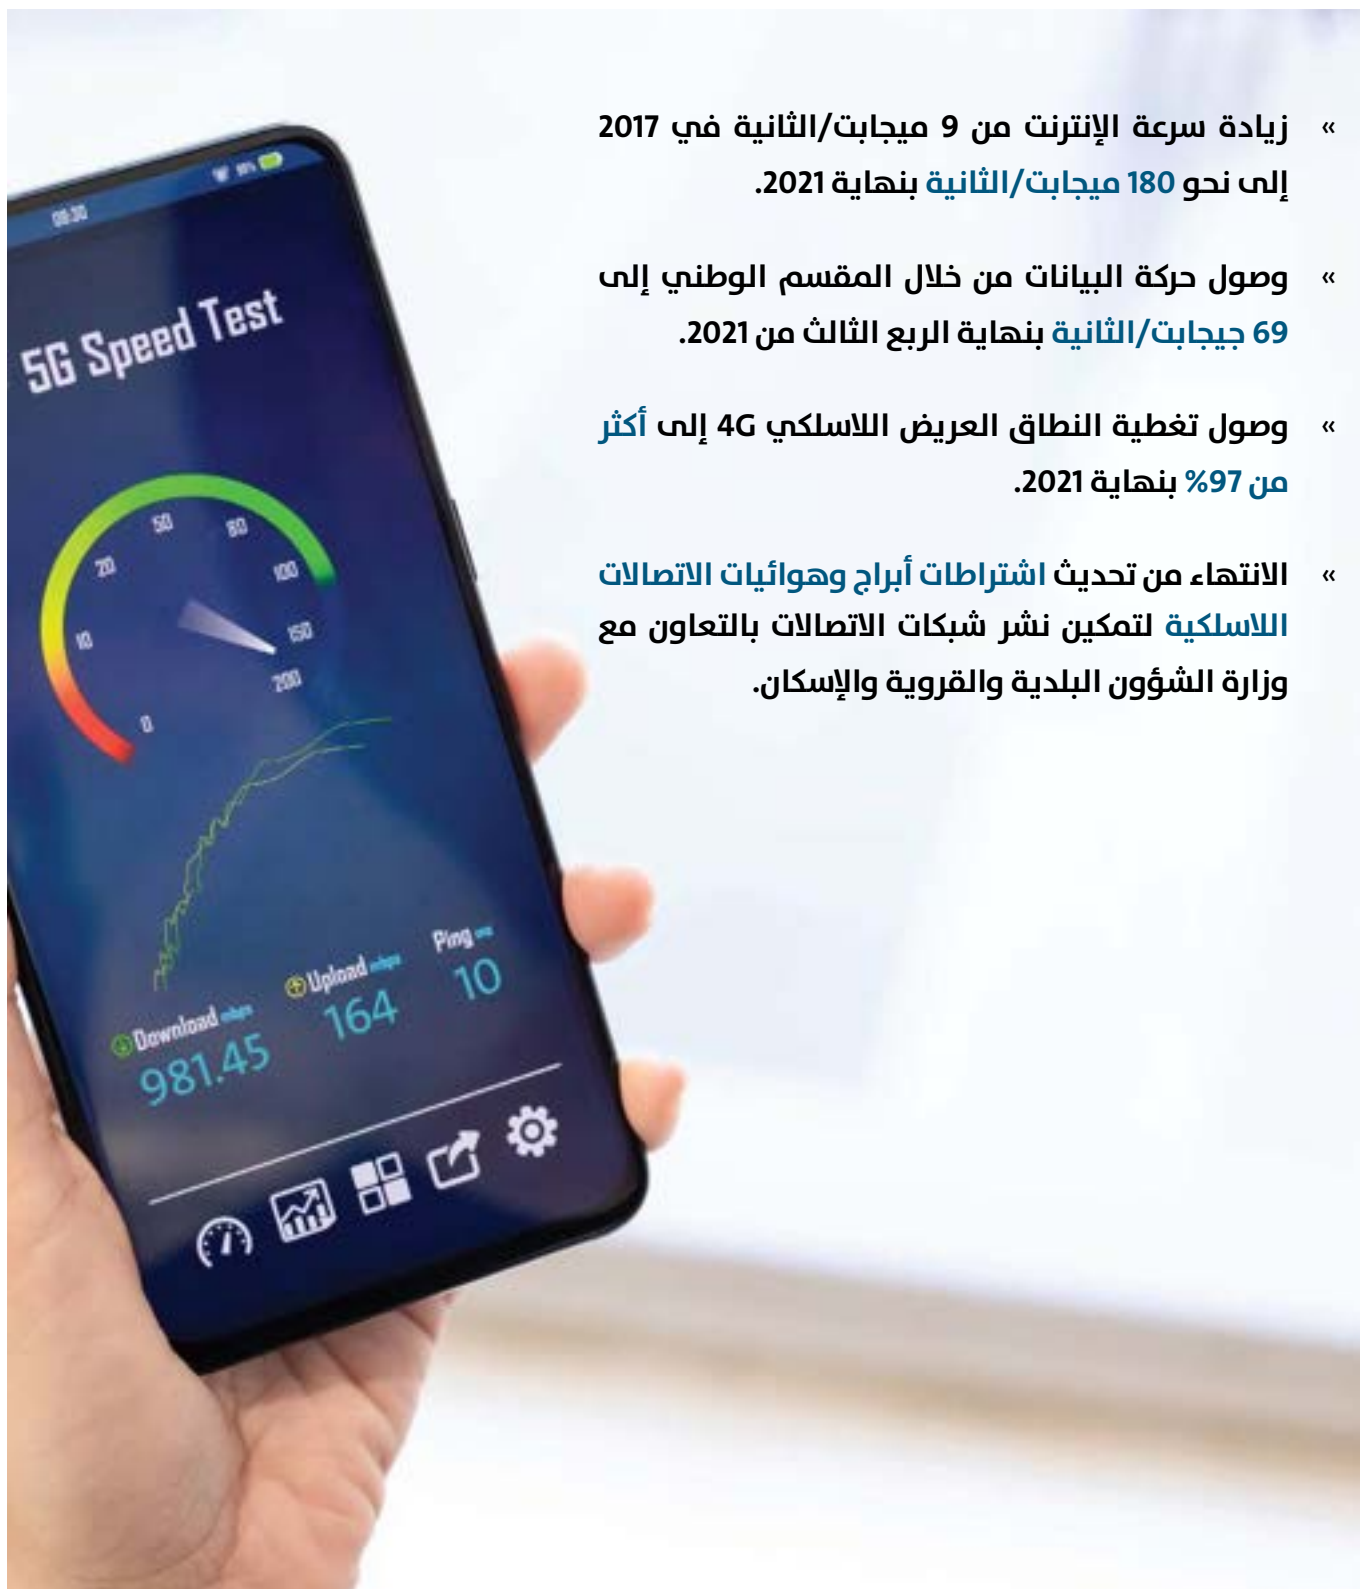 « زيادة سرعة الإنترنت من 9 ميجابت/الثانية في 2017
إلى نحو 180 ميجابت/الثانية بنهاية 2021.
« وصول حركة البيانات من خلال المقسم الوطني إلى
69 جيجابت/الثانية بنهاية الربع الثالث من 2021.
« وصول تغطية النطاق العريض اللاسلكي 4G إلى أكثر
من 97% بنهاية 2021.
« الانتهاء من تحديث اشتراطات أبراج وهوائيات الاتصالات
اللاسلكية لتمكين نشر شبكات الاتصالات بالتعاون مع
وزارة الشؤون البلدية والقروية والإسكان.
09:30
5G Speed Test
0
10
20
50
80
100
150
200
Download mbps
981.45
Upload mbps
164
Ping
10